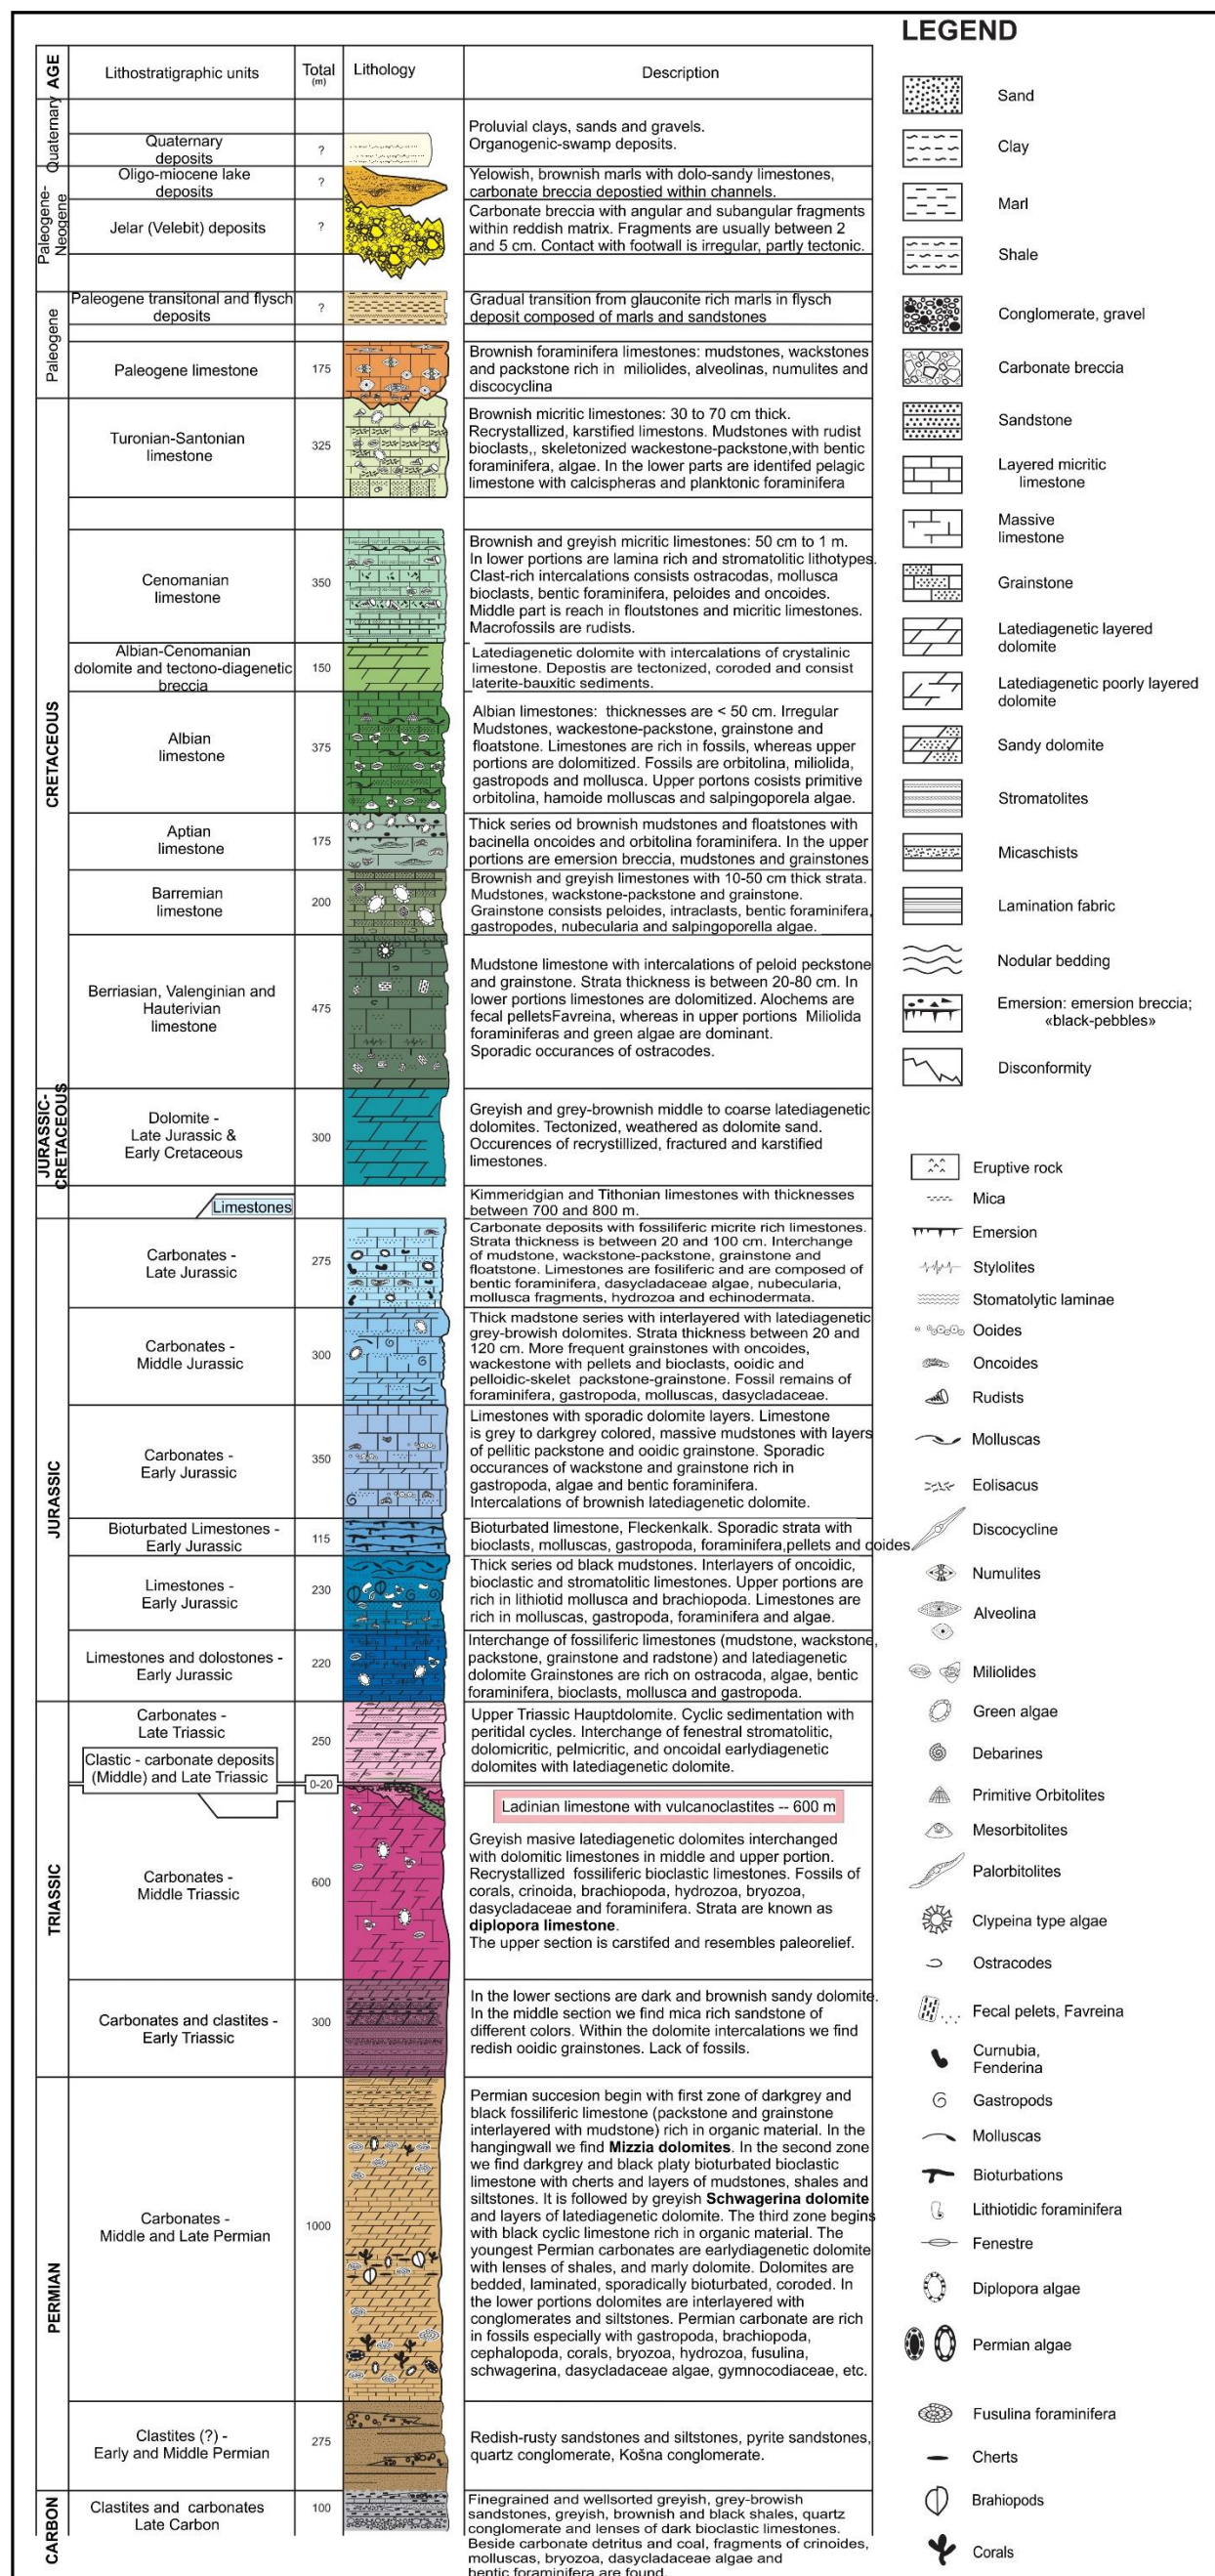 AGE
Lithostratigraphic units
Total
(m)
Lithology
Description
Quaternary
Quaternary
deposits
?
Proluvial clays, sands and gravels.
Organogenic-swamp deposits.
Paleogene-
Neogene
Oligo-miocene lake
deposits
?
Yelowish, brownish marls with dolo-sandy limestones,
carbonate breccia depostied within channels.
Jelar (Velebit) deposits
?
Carbonate breccia with angular and subangular fragments
within reddish matrix. Fragments are usually between 2
and 5 cm. Contact with footwall is irregular, partly tectonic.
Paleogene
Paleogene transitonal and flysch
deposits
?
Gradual transition from glauconite rich marls in flysch
deposit composed of marls and sandstones
Paleogene limestone
175
Brownish foraminifera limestones: mudstones, wackstones
and packstone rich in miliolides, alveolinas, numulites and
discocyclina
CRETACEOUS
Turonian-Santonian
limestone
325
Brownish micritic limestones: 30 to 70 cm thick.
Recrystallized, karstified limestons. Mudstones with rudist
bioclasts,, skeletonized wackestone-packstone,with bentic
foraminifera, algae. In the lower parts are identifed pelagic
limestone with calcispheras and planktonic foraminifera
Cenomanian
limestone
350
Brownish and greyish micritic limestones: 50 cm to 1 m.
In lower portions are lamina rich and stromatolitic lithotypes.
Clast-rich intercalations consists ostracodas, mollusca
bioclasts, bentic foraminifera, peloides and oncoides.
Middle part is reach in floutstones and micritic limestones.
Macrofossils are rudists.
Albian-Cenomanian
dolomite and tectono-diagenetic
breccia
150
Latediagenetic dolomite with intercalations of crystalinic
limestone. Depostis are tectonized, coroded and consist
laterite-bauxitic sediments.
Albian
limestone
375
Albian limestones: thicknesses are < 50 cm. Irregular
Mudstones, wackestone-packstone, grainstone and
floatstone. Limestones are rich in fossils, whereas upper
portions are dolomitized. Fossils are orbitolina, miliolida,
gastropods and mollusca. Upper portons cosists primitive
orbitolina, hamoide molluscas and salpingoporela algae.
Aptian
limestone
175
Thick series od brownish mudstones and floatstones with
bacinella oncoides and orbitolina foraminifera. In the upper
portions are emersion breccia, mudstones and grainstones
Barremian
limestone
200
Brownish and greyish limestones with 10-50 cm thick strata.
Mudstones, wackstone-packstone and grainstone.
Grainstone consists peloides, intraclasts, bentic foraminifera,
gastropodes, nubecularia and salpingoporella algae.
Berriasian, Valenginian and
Hauterivian
limestone
475
Mudstone limestone with intercalations of peloid peckstone
and grainstone. Strata thickness is between 20-80 cm. In
lower portions limestones are dolomitized. Alochems are
fecal pelletsFavreina, whereas in upper portions Miliolida
foraminiferas and green algae are dominant.
Sporadic occurances of ostracodes.
JURASSIC-
CRETACEOUS
Dolomite -
Late Jurassic &
Early Cretaceous
300
Greyish and grey-brownish middle to coarse latediagenetic
dolomites. Tectonized, weathered as dolomite sand.
Occurences of recrystillized, fractured and karstified
limestones.
Limestones
Kimmeridgian and Tithonian limestones with thicknesses
between 700 and 800 m.
JURASSIC
Carbonates -
Late Jurassic
275
Carbonate deposits with fossiliferic micrite rich limestones.
Strata thickness is between 20 and 100 cm. Interchange
of mudstone, wackstone-packstone, grainstone and
floatstone. Limestones are fosiliferic and are composed of
bentic foraminifera, dasycladaceae algae, nubecularia,
mollusca fragments, hydrozoa and echinodermata.
Carbonates -
Middle Jurassic
300
Thick madstone series with interlayered with latediagenetic
grey-browish dolomites. Strata thickness between 20 and
120 cm. More frequent grainstones with oncoides,
wackestone with pellets and bioclasts, ooidic and
pelloidic-skelet packstone-grainstone. Fossil remains of
foraminifera, gastropoda, molluscas, dasycladaceae.
Carbonates -
Early Jurassic
350
Limestones with sporadic dolomite layers. Limestone
is grey to darkgrey colored, massive mudstones with layers
of pellitic packstone and ooidic grainstone. Sporadic
occurances of wackstone and grainstone rich in
gastropoda, algae and bentic foraminifera.
Intercalations of brownish latediagenetic dolomite.
Bioturbated Limestones -
Early Jurassic
115
Bioturbated limestone, Fleckenkalk. Sporadic strata with
bioclasts, molluscas, gastropoda, foraminifera,pellets and ooides
Limestones -
Early Jurassic
230
Thick series od black mudstones. Interlayers of oncoidic,
bioclastic and stromatolitic limestones. Upper portions are
rich in lithiotid mollusca and brachiopoda. Limestones are
rich in molluscas, gastropoda, foraminifera and algae.
Limestones and dolostones -
Early Jurassic
220
Interchange of fossiliferic limestones (mudstone, wackstone,
packstone, grainstone and radstone) and latediagenetic
dolomite Grainstones are rich on ostracoda, algae, bentic
foraminifera, bioclasts, mollusca and gastropoda.
TRIASSIC
Carbonates -
Late Triassic
250
Upper Triassic Hauptdolomite. Cyclic sedimentation with
peritidal cycles. Interchange of fenestral stromatolitic,
dolomicritic, pelmicritic, and oncoidal earlydiagenetic
dolomites with latediagenetic dolomite.
Clastic - carbonate deposits
(Middle) and Late Triassic
0-20
Ladinian limestone with vulcanoclastites -- 600 m
Carbonates -
Middle Triassic
600
Greyish masive latediagenetic dolomites interchanged
with dolomitic limestones in middle and upper portion.
Recrystallized fossiliferic bioclastic limestones. Fossils of
corals, crinoida, brachiopoda, hydrozoa, bryozoa,
dasycladaceae and foraminifera. Strata are known as
diplopora limestone.
The upper section is carstifed and resembles paleorelief.
Carbonates and clastites -
Early Triassic
300
In the lower sections are dark and brownish sandy dolomite.
In the middle section we find mica rich sandstone of
different colors. Within the dolomite intercalations we find
redish ooidic grainstones. Lack of fossils.
PERMIAN
Carbonates -
Middle and Late Permian
1000
Permian succesion begin with first zone of darkgrey and
black fossiliferic limestone (packstone and grainstone
interlayered with mudstone) rich in organic material. In the
hangingwall we find Mizzia dolomites. In the second zone
we find darkgrey and black platy bioturbated bioclastic
limestone with cherts and layers of mudstones, shales and
siltstones. It is followed by greyish Schwagerina dolomite
and layers of latediagenetic dolomite. The third zone begins
with black cyclic limestone rich in organic material. The
youngest Permian carbonates are earlydiagenetic dolomite
with lenses of shales, and marly dolomite. Dolomites are
bedded, laminated, sporadically bioturbated, coroded. In
the lower portions dolomites are interlayered with
conglomerates and siltstones. Permian carbonate are rich
in fossils especially with gastropoda, brachiopoda,
cephalopoda, corals, bryozoa, hydrozoa, fusulina,
schwagerina, dasycladaceae algae, gymnocodiaceae, etc.
Clastites (?) -
Early and Middle Permian
275
Redish-rusty sandstones and siltstones, pyrite sandstones,
quartz conglomerate, Košna conglomerate.
CARBON
Clastites and carbonates
Late Carbon
100
Finegrained and wellsorted greyish, grey-browish
sandstones, greyish, brownish and black shales, quartz
conglomerate and lenses of dark bioclastic limestones.
Beside carbonate detritus and coal, fragments of crinoides,
molluscas, bryozoa, dasycladaceae algae and
bentic foraminifera are found.
LEGEND
Sand
Clay
Marl
Shale
Conglomerate, gravel
Carbonate breccia
Sandstone
Layered micritic
limestone
Massive
limestone
Grainstone
Latediagenetic layered
dolomite
Latediagenetic poorly layered
dolomite
Sandy dolomite
Stromatolites
Micaschists
Lamination fabric
Nodular bedding
Emersion: emersion breccia;
«black-pebbles»
Disconformity
Eruptive rock
Mica
Emersion
Stylolites
Stomatolytic laminae
Ooides
Oncoides
Rudists
Molluscas
Eolisacus
Discocycline
Numulites
Alveolina
Miliolides
Green algae
Debarines
Primitive Orbitolites
Mesorbitolites
Palorbitolites
Clypeina type algae
Ostracodes
Fecal pelets, Favreina
Curnubia,
Fenderina
Gastropods
Molluscas
Bioturbations
Lithiotidic foraminifera
Fenestre
Diplopora algae
Permian algae
Fusulina foraminifera
Cherts
Brahiopods
Corals